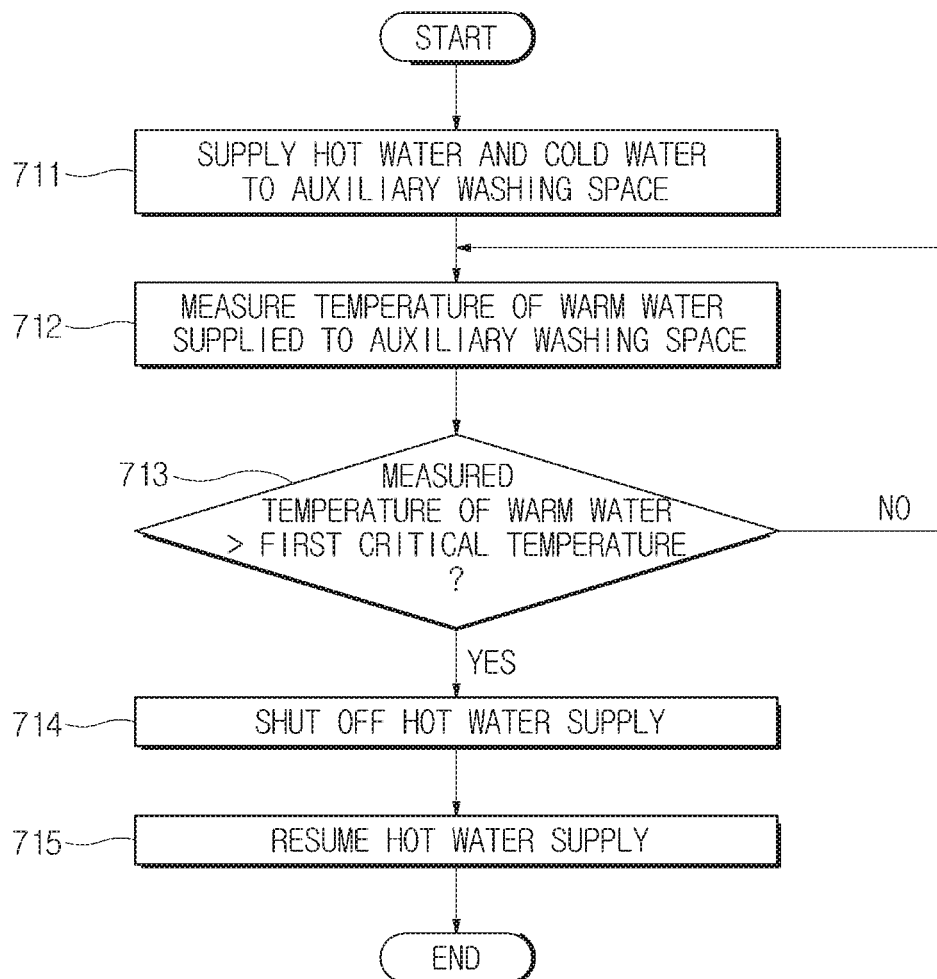 START
711
SUPPLY HOT WATER AND COLD WATER
TO AUXILIARY WASHING SPACE
712
MEASURE TEMPERATURE OF WARM WATER
SUPPLIED TO AUXILIARY WASHING SPACE
713
MEASURED
TEMPERATURE OF WARM WATER
> FIRST CRITICAL TEMPERATURE
?
NO
YES
714
SHUT OFF HOT WATER SUPPLY
715
RESUME HOT WATER SUPPLY
END